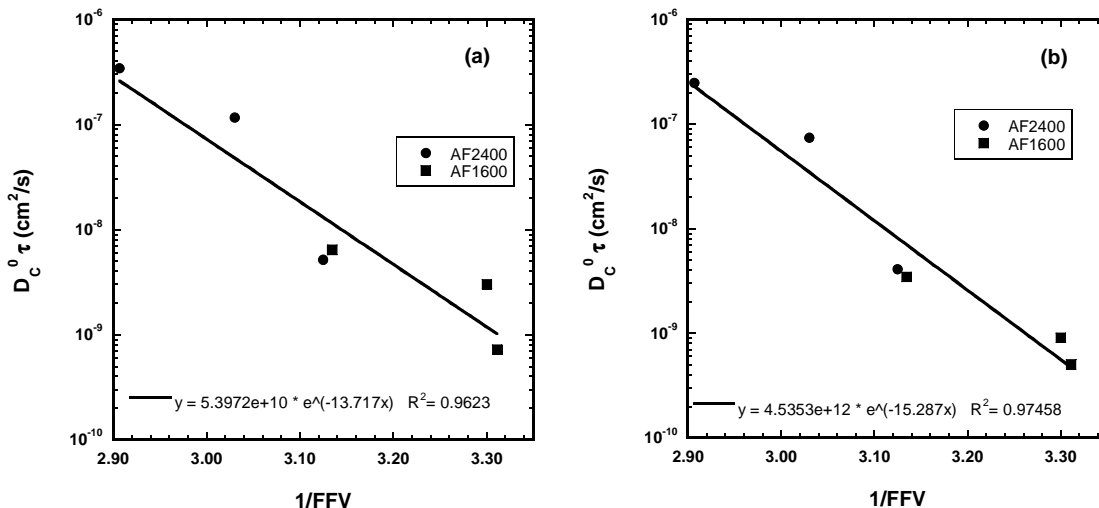 (a)
10^-6
10^-7
10^-8
10^-9
10^-10
D_C^0 τ (cm^2/s)
AF2400
AF1600
y = 5.3972e+10 * e^(-13.717x) R^2= 0.9623
2.90 3.00 3.10 3.20 3.30
1/FFV
(b)
10^-6
10^-7
10^-8
10^-9
10^-10
D_C^0 τ (cm^2/s)
AF2400
AF1600
y = 4.5353e+12 * e^(-15.287x) R^2= 0.97458
2.90 3.00 3.10 3.20 3.30
1/FFV